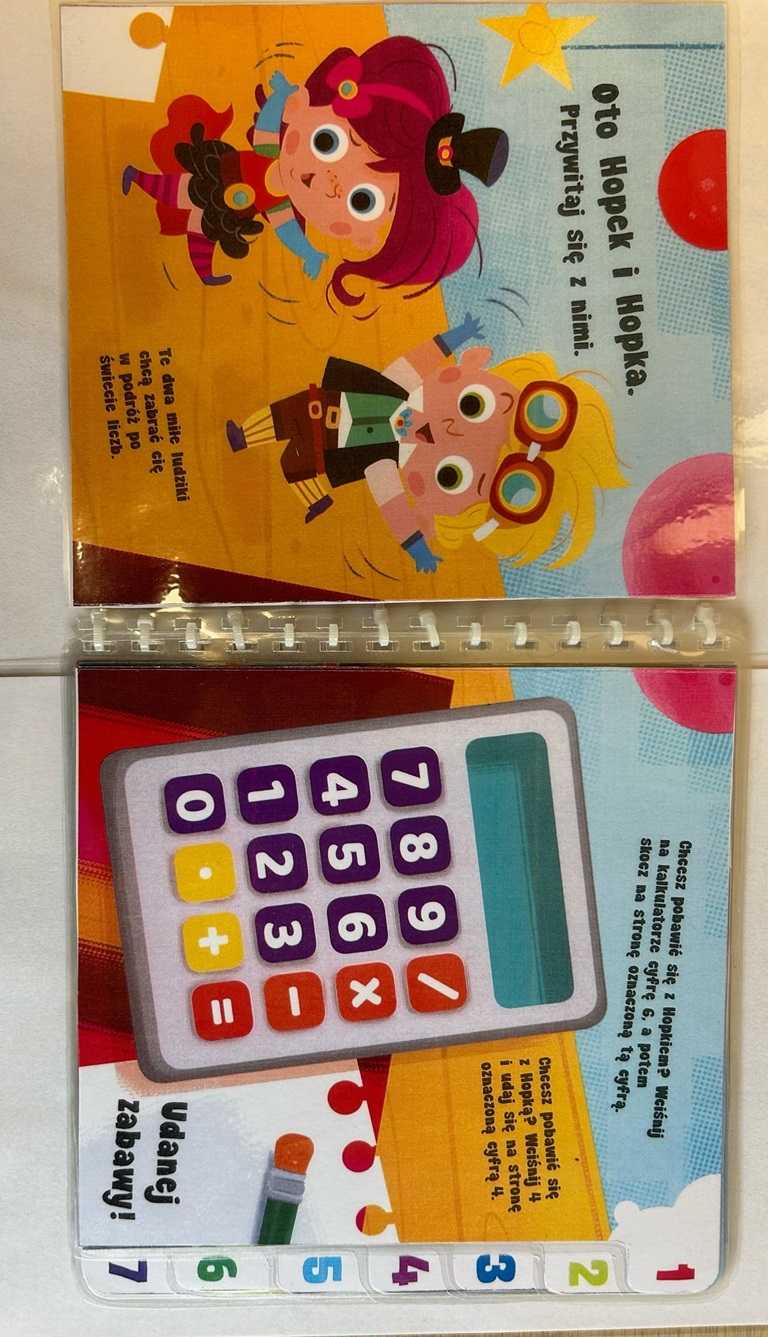 Oto Hopek i Hopka.
Przywitaj się z nimi.
Te dwa miłe ludziki
chcą zabrać cię
w podróż po
świecie liczb.
Chcesz pobawić się z Hopkiem? Wciśnij
na kalkulatorze cyfrę 6, a potem
skocz na stronę oznaczoną tą cyfrą.
7 8 9 /
4 5 6 x
1 2 3 -
0 . + =
Chcesz pobawić się
z Hopką? Wciśnij 4
i udaj się na stronę
oznaczoną cyfrą 4.
Udanej
zabawy!
1
2
3
4
5
6
7